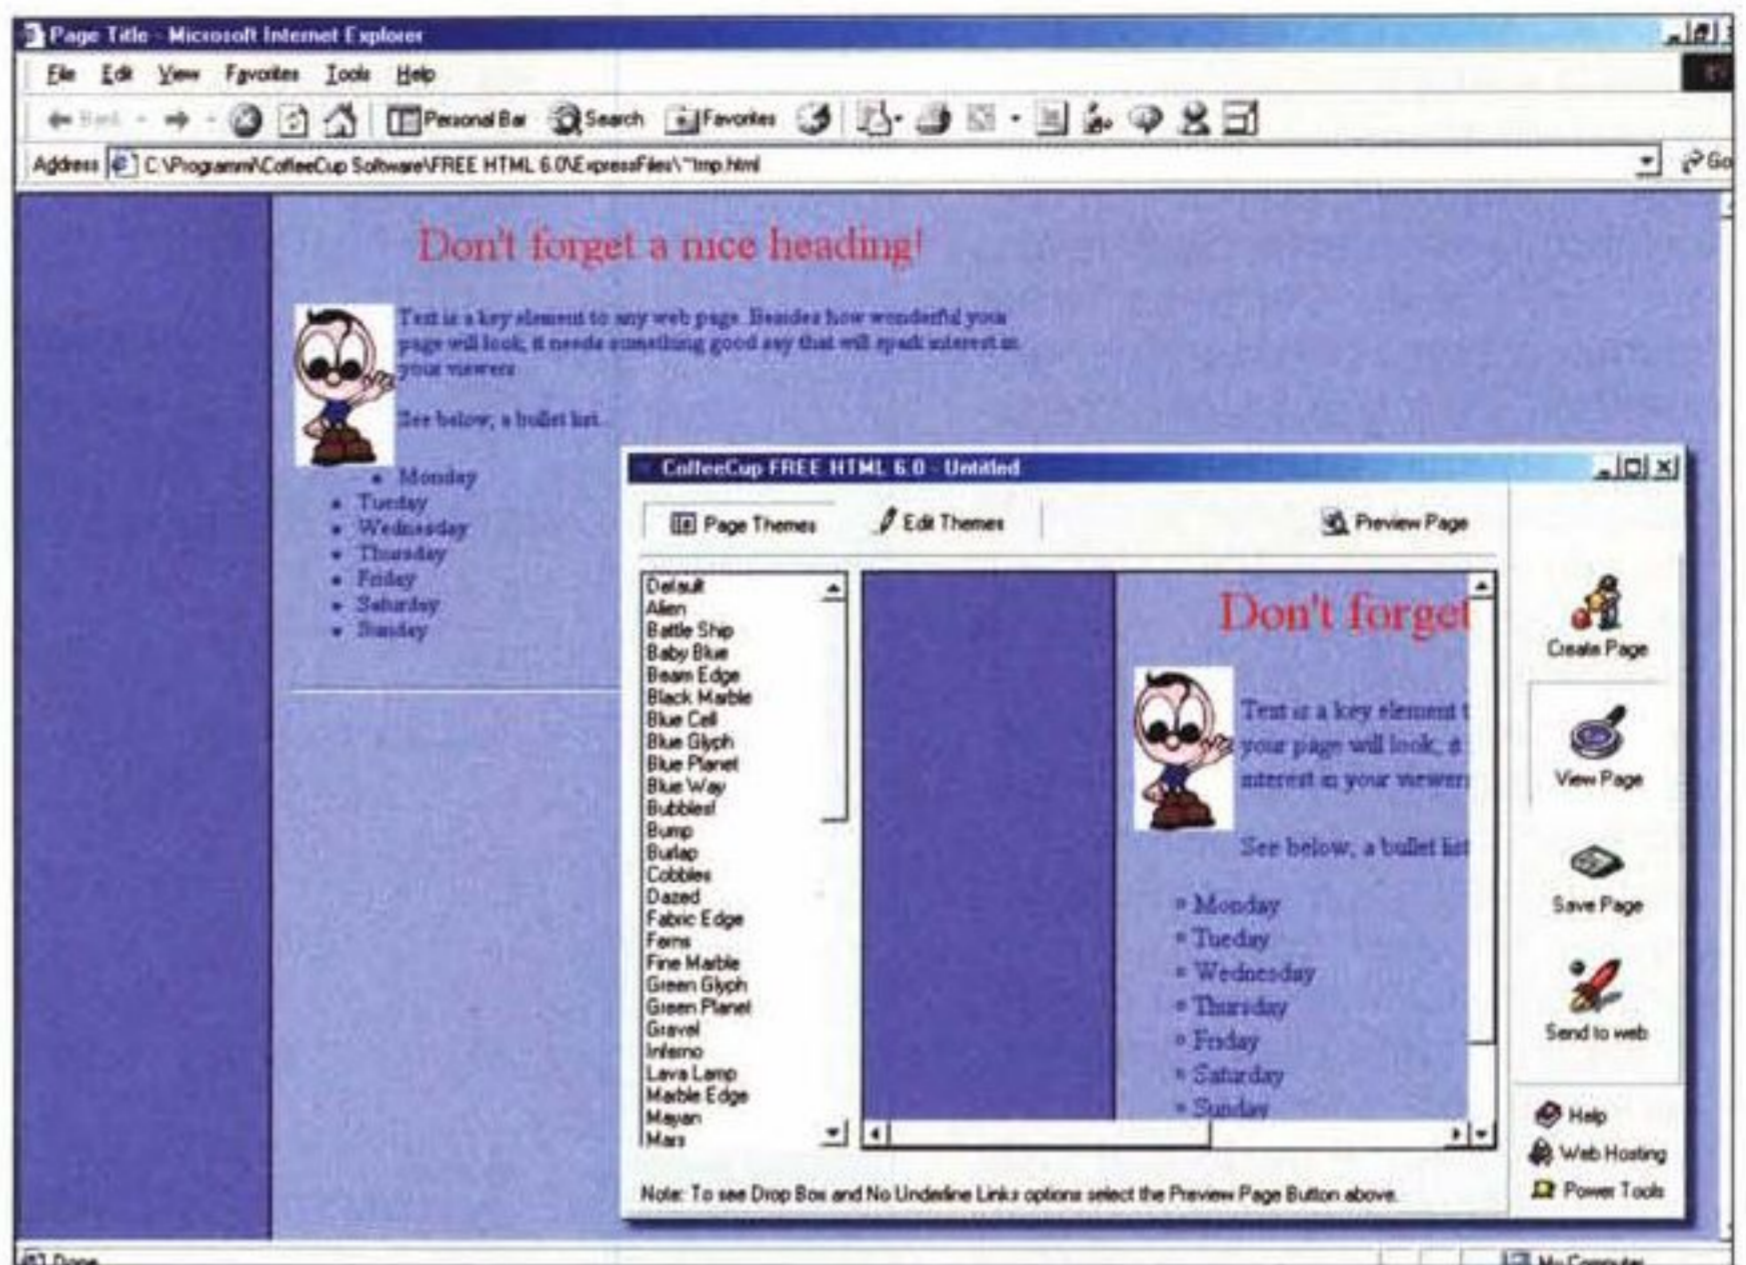 Page Title - Microsoft Internet Explorer
File Edit View Favorites Tools Help
Back Personal Bar Search Favorites
Address C:\Programmi\CoffeeCup Software\FREE HTML 6.0\ExpressFiles\~tmp.html Go
Don't forget a nice heading!
Text is a key element to any web page. Besides how wonderful your
page will look, it needs something good say that will spark interest in
your viewers
See below, a bullet list.
Monday
Tueday
Wednesday
Thursday
Friday
Saturday
Sunday
CoffeeCup FREE HTML 6.0 - Untitled
Page Themes Edit Themes Preview Page
Default
Alien
Battle Ship
Baby Blue
Beam Edge
Black Marble
Blue Cell
Blue Glyph
Blue Planet
Blue Way
Bubbles!
Bump
Burlap
Cobbles
Dazed
Fabric Edge
Ferns
Fine Marble
Green Glyph
Green Planet
Gravel
Inferno
Lava Lamp
Marble Edge
Mayan
Mars
Don't forget
Text is a key element t
your page will look, it
interest in your viewers
See below, a bullet list
Monday
Tueday
Wednesday
Thursday
Friday
Saturday
Sunday
Create Page
View Page
Save Page
Send to web
Help
Web Hosting
Power Tools
Note: To see Drop Box and No Underline Links options select the Preview Page Button above.
Done My Computer